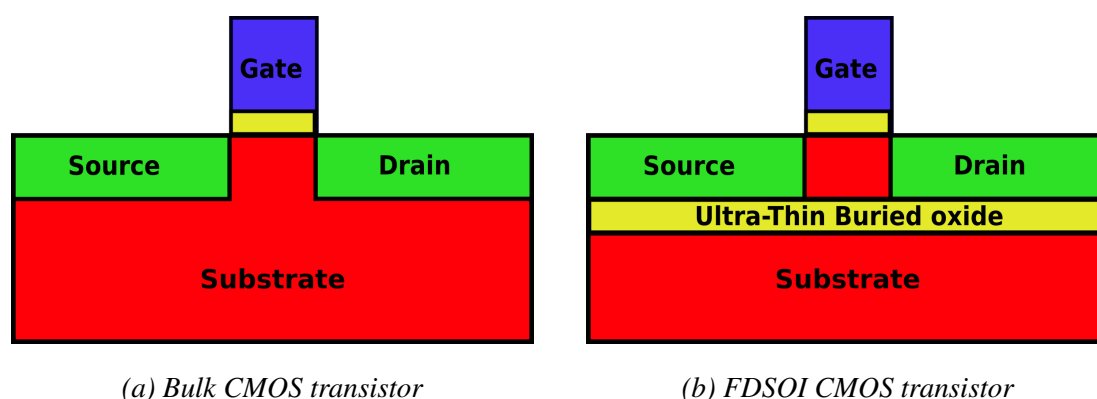 Gate
Source
Drain
Substrate
(a) Bulk CMOS transistor
Gate
Source
Drain
Ultra-Thin Buried oxide
Substrate
(b) FDSOI CMOS transistor